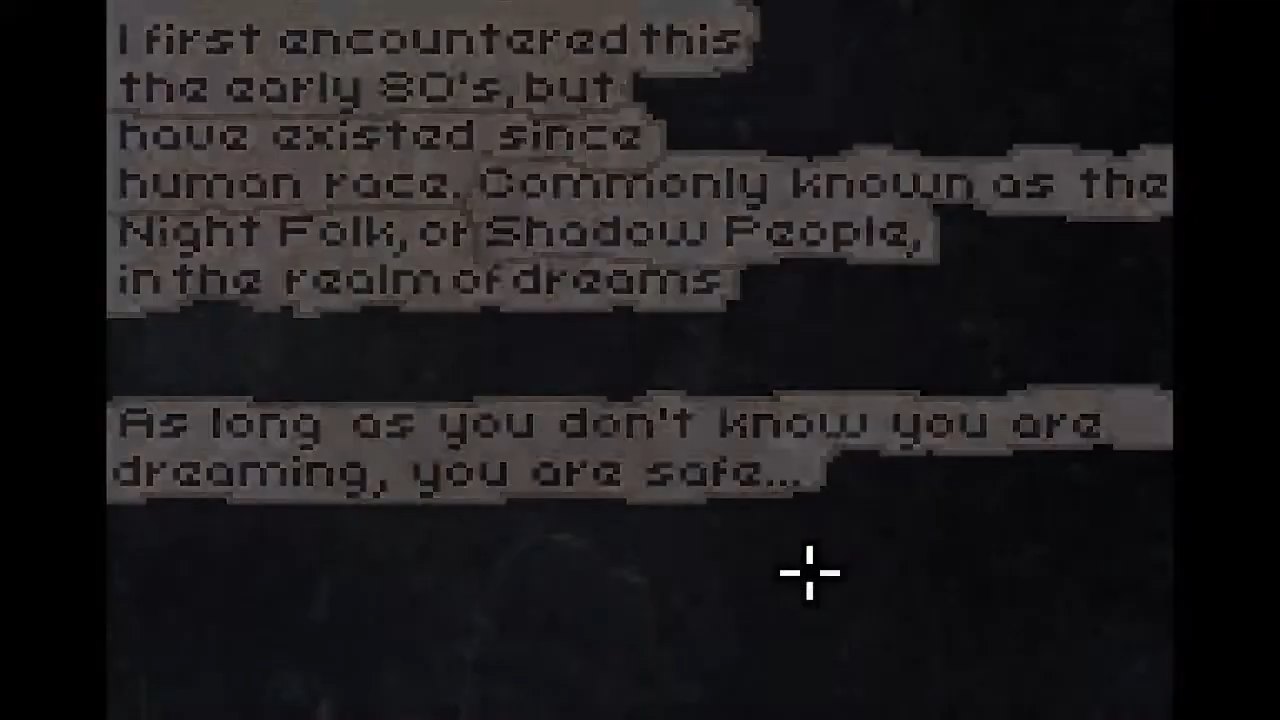 I first encountered this
the early 80's, but
have existed since
human race. Commonly known as the
Night Folk, or Shadow People,
in the realm of dreams
As long as you don't know you are
dreaming, you are safe...